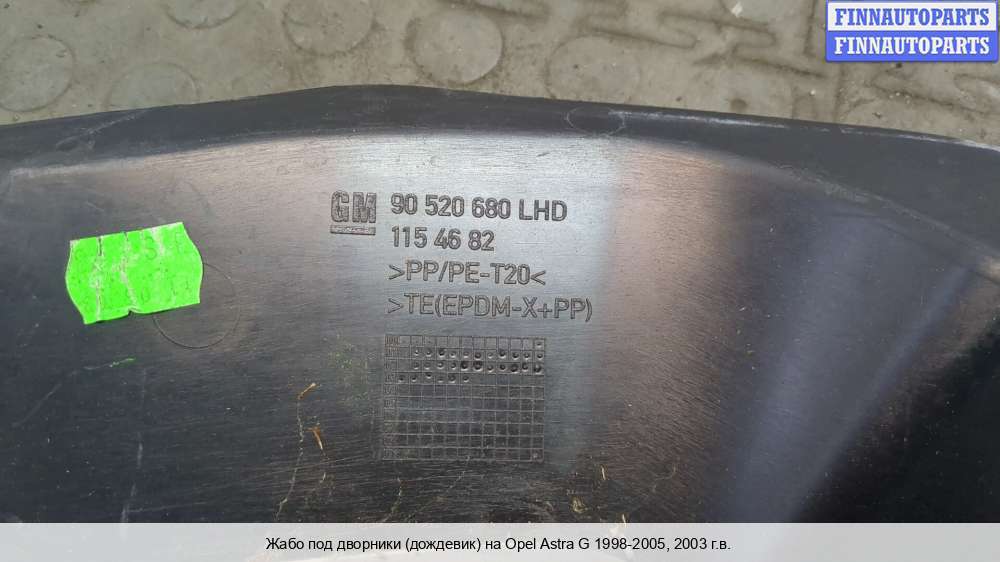 FINNAUTOPARTS
FINNAUTOPARTS
GM 90 520 680 LHD
115 46 82
>PP/PE-T20<
>TE(EPDM-X+PP)
Жабо под дворники (дождевик) на Opel Astra G 1998-2005, 2003 г.в.